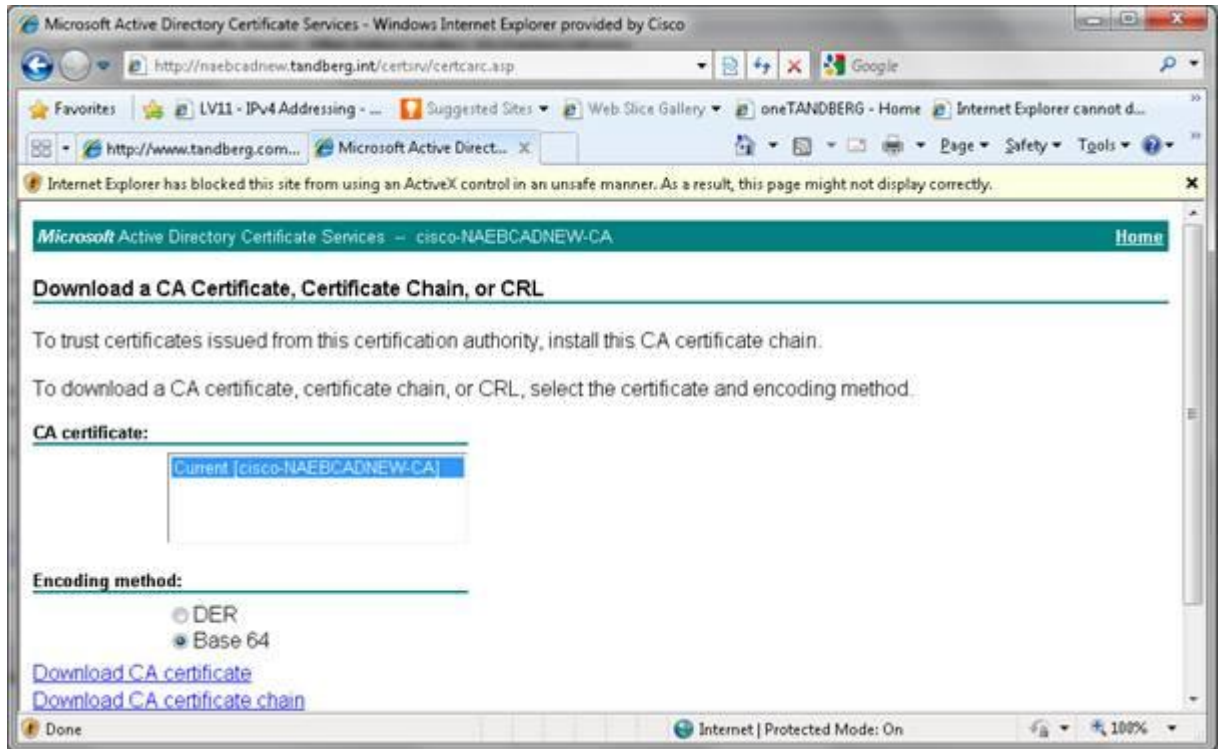 Microsoft Active Directory Certificate Services - Windows Internet Explorer provided by Cisco
http://naebcadnew.tandberg.int/certsrv/certcarc.asp
Google
Favorites
LV11 - IPv4 Addressing - ...
Suggested Sites
Web Slice Gallery
oneTANDBERG - Home
Internet Explorer cannot d...
http://www.tandberg.com...
Microsoft Active Direct...
Page
Safety
Tools
Internet Explorer has blocked this site from using an ActiveX control in an unsafe manner. As a result, this page might not display correctly.
Microsoft Active Directory Certificate Services -- cisco-NAEBCADNEW-CA
Home
Download a CA Certificate, Certificate Chain, or CRL
To trust certificates issued from this certification authority, install this CA certificate chain.
To download a CA certificate, certificate chain, or CRL, select the certificate and encoding method.
CA certificate:
Current [cisco-NAEBCADNEW-CA]
Encoding method:
DER
Base 64
Download CA certificate
Download CA certificate chain
Done
Internet | Protected Mode: On
100%